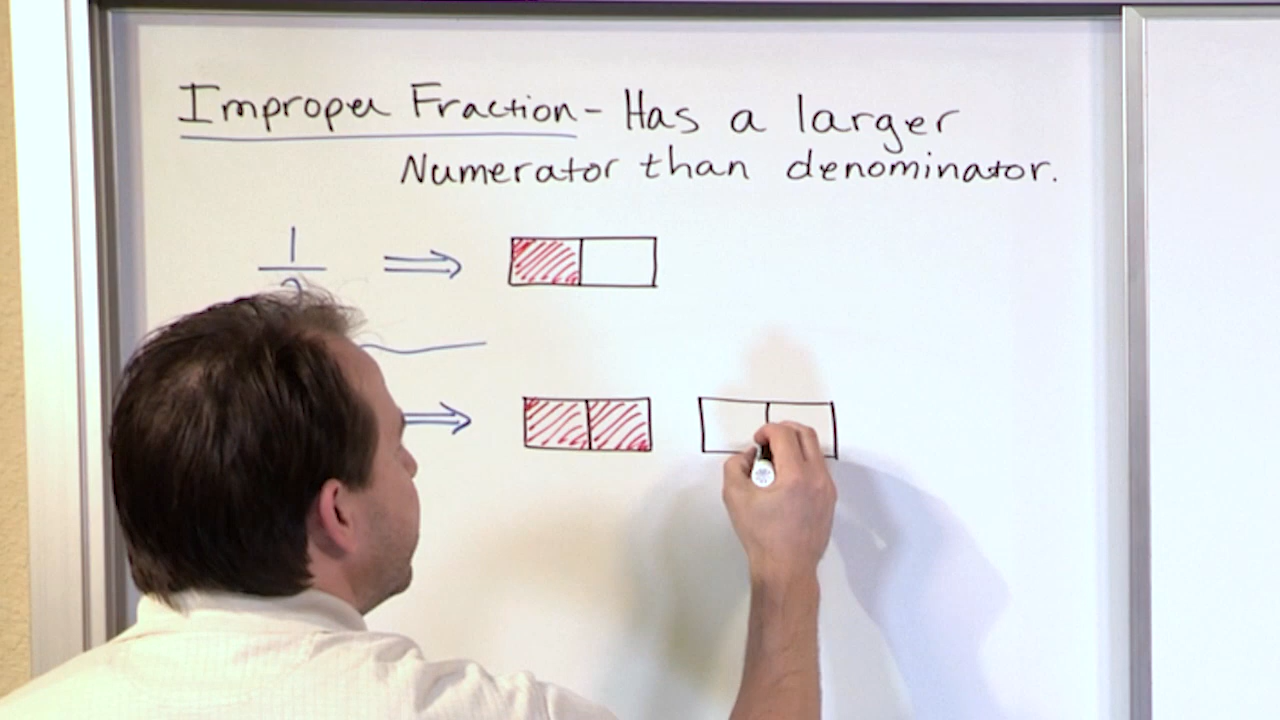 Improper Fraction - Has a larger
Numerator than denominator.
1